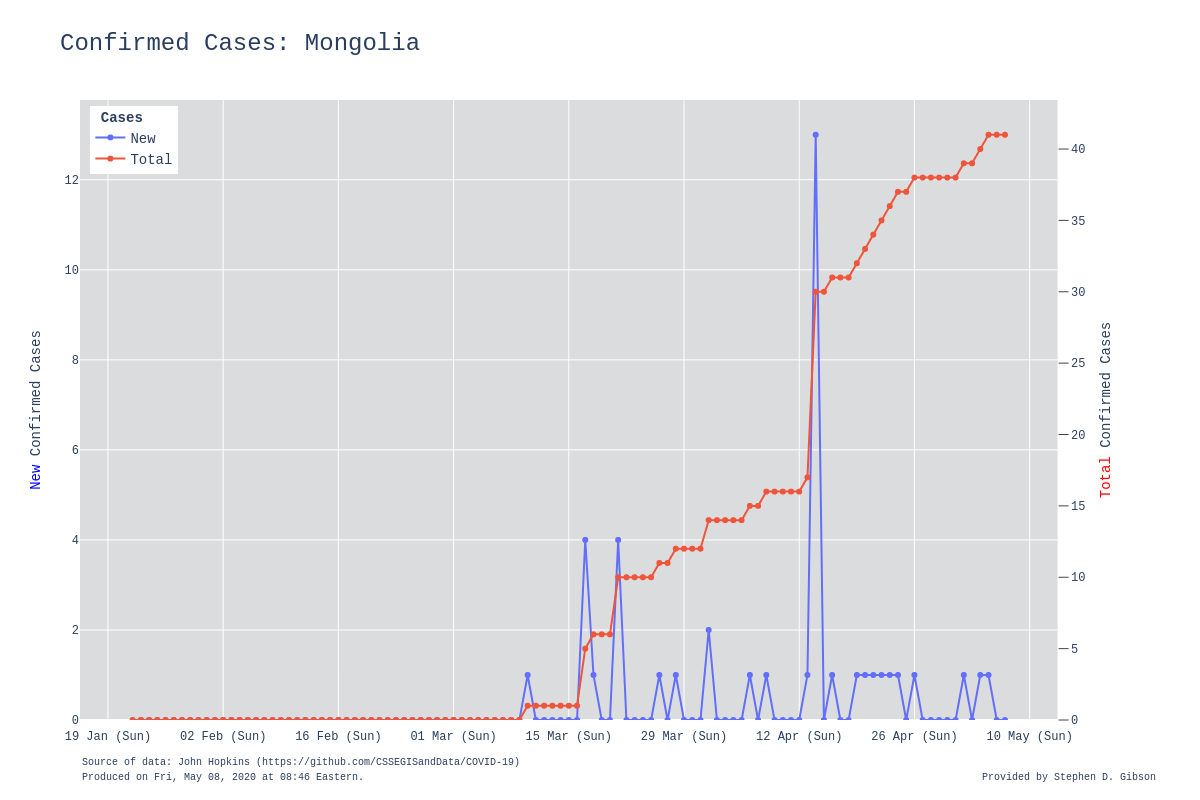 Confirmed Cases: Mongolia
Cases
New
Total
12
10
8
6
4
2
0
New Confirmed Cases
40
35
30
25
20
15
10
5
0
Total Confirmed Cases
19 Jan (Sun) 02 Feb (Sun) 16 Feb (Sun) 01 Mar (Sun) 15 Mar (Sun) 29 Mar (Sun) 12 Apr (Sun) 26 Apr (Sun) 10 May (Sun)
Source of data: John Hopkins (https://github.com/CSSEGISandData/COVID-19)
Produced on Fri, May 08, 2020 at 08:46 Eastern.
Provided by Stephen D. Gibson